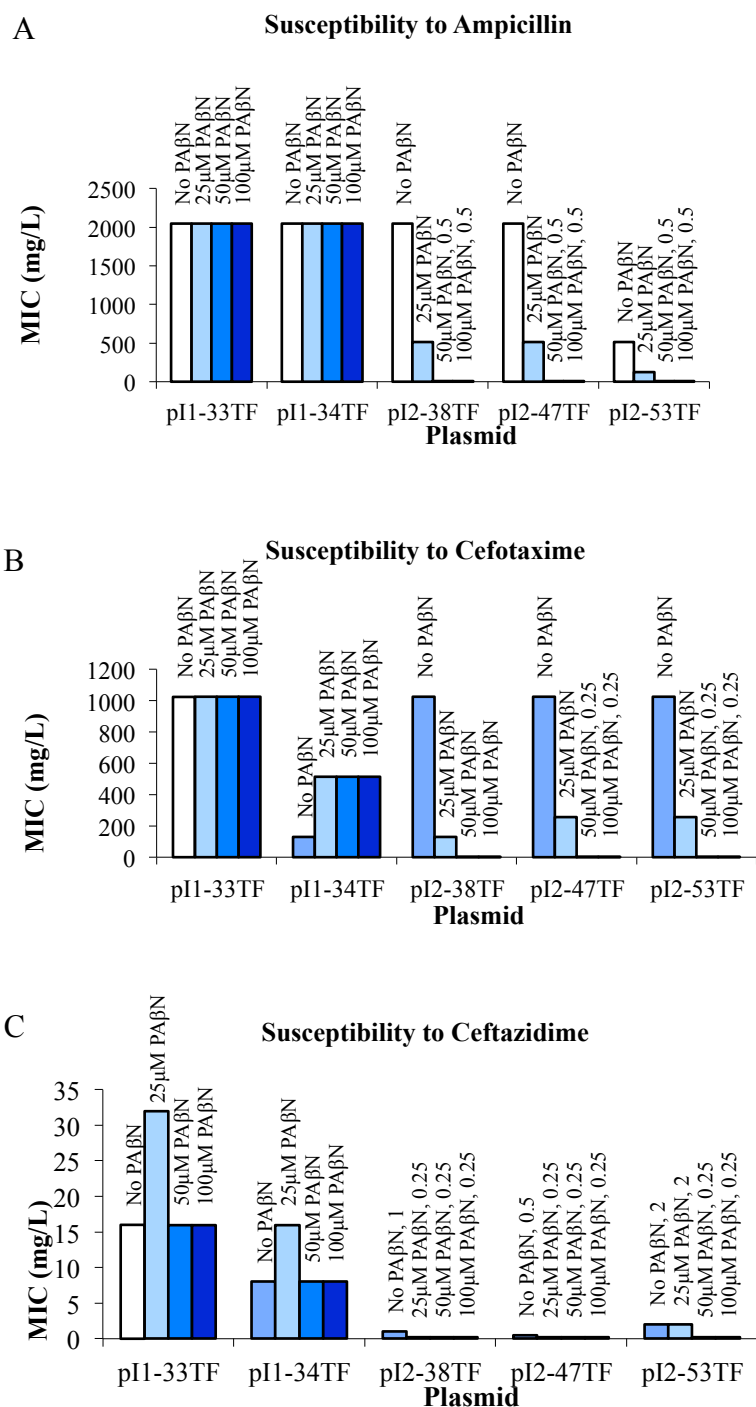 A
Susceptibility to Ampicillin
No PAβN
25μM PAβN
50μM PAβN
100μM PAβN
No PAβN
25μM PAβN
50μM PAβN
100μM PAβN
No PAβN
25μM PAβN
50μM PAβN, 0.5
100μM PAβN, 0.5
No PAβN
25μM PAβN
50μM PAβN, 0.5
100μM PAβN, 0.5
No PAβN
25μM PAβN
50μM PAβN, 0.5
100μM PAβN, 0.5
MIC (mg/L)
2500
2000
1500
1000
500
0
pI1-33TF pI1-34TF pI2-38TF pI2-47TF pI2-53TF
Plasmid
B
Susceptibility to Cefotaxime
No PAβN
25μM PAβN
50μM PAβN
100μM PAβN
No PAβN
25μM PAβN
50μM PAβN
100μM PAβN
No PAβN
25μM PAβN
50μM PAβN
100μM PAβN
No PAβN
25μM PAβN
50μM PAβN, 0.25
100μM PAβN, 0.25
No PAβN
25μM PAβN
50μM PAβN, 0.25
100μM PAβN, 0.25
MIC (mg/L)
1200
1000
800
600
400
200
0
pI1-33TF pI1-34TF pI2-38TF pI2-47TF pI2-53TF
Plasmid
C
Susceptibility to Ceftazidime
No PAβN
25μM PAβN
50μM PAβN
100μM PAβN
No PAβN
25μM PAβN
50μM PAβN
100μM PAβN
No PAβN, 1
25μM PAβN, 0.25
50μM PAβN, 0.25
100μM PAβN, 0.25
No PAβN, 0.5
25μM PAβN, 0.25
50μM PAβN, 0.25
100μM PAβN, 0.25
No PAβN, 2
25μM PAβN, 2
50μM PAβN, 0.25
100μM PAβN, 0.25
MIC (mg/L)
35
30
25
20
15
10
5
0
pI1-33TF pI1-34TF pI2-38TF pI2-47TF pI2-53TF
Plasmid